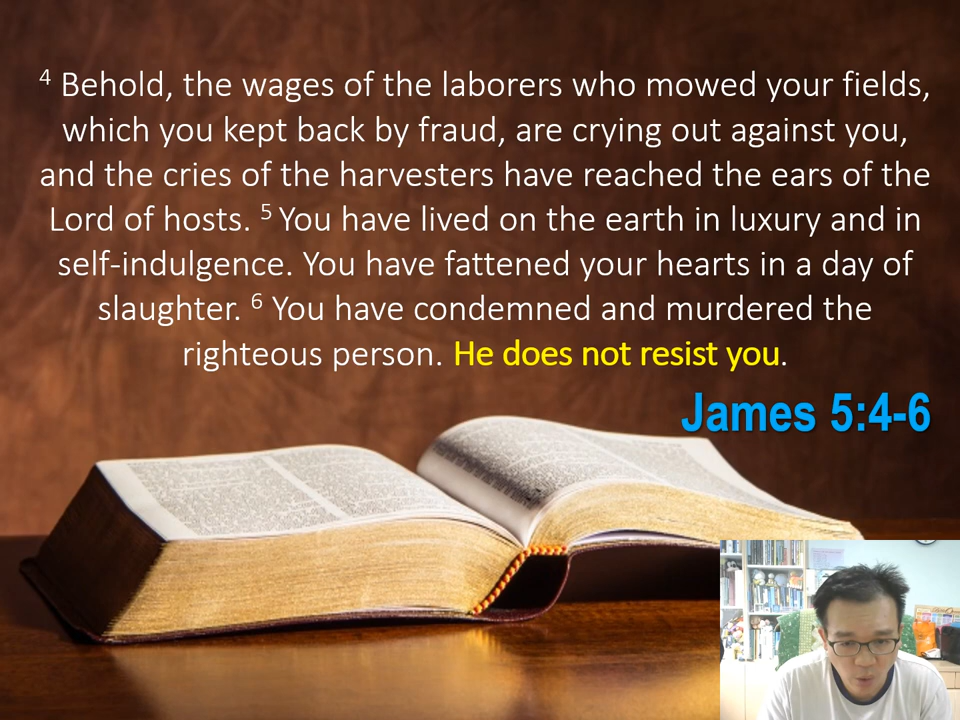 ⁴ Behold, the wages of the laborers who mowed your fields,
which you kept back by fraud, are crying out against you,
and the cries of the harvesters have reached the ears of the
Lord of hosts. ⁵ You have lived on the earth in luxury and in
self-indulgence. You have fattened your hearts in a day of
slaughter. ⁶ You have condemned and murdered the
righteous person. He does not resist you.
James 5:4-6